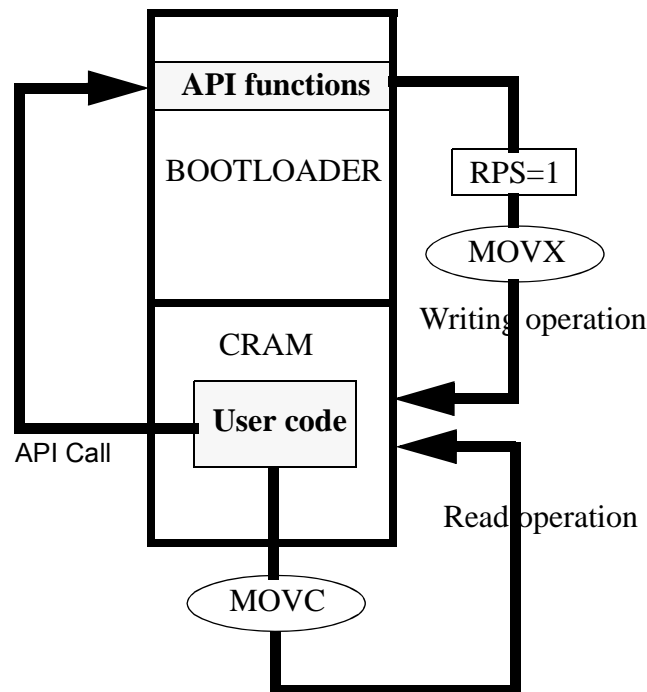 API functions
BOOTLOADER
RPS=1
MOVX
Writing operation
CRAM
User code
API Call
Read operation
MOVC